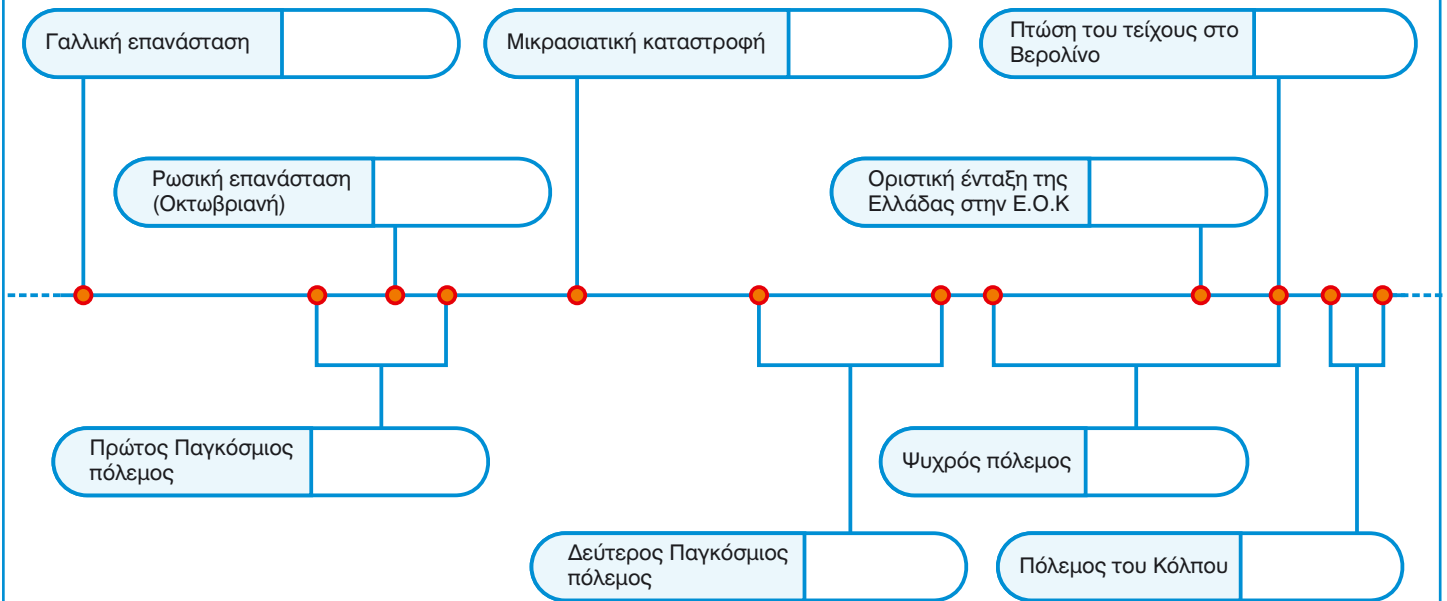 Γαλλική επανάσταση
Μικρασιατική καταστροφή
Πτώση του τείχους στο
Βερολίνο
Ρωσική επανάσταση
(Οκτωβριανή)
Οριστική ένταξη της
Ελλάδας στην Ε.Ο.Κ
Πρώτος Παγκόσμιος
πόλεμος
Ψυχρός πόλεμος
Δεύτερος Παγκόσμιος
πόλεμος
Πόλεμος του Κόλπου